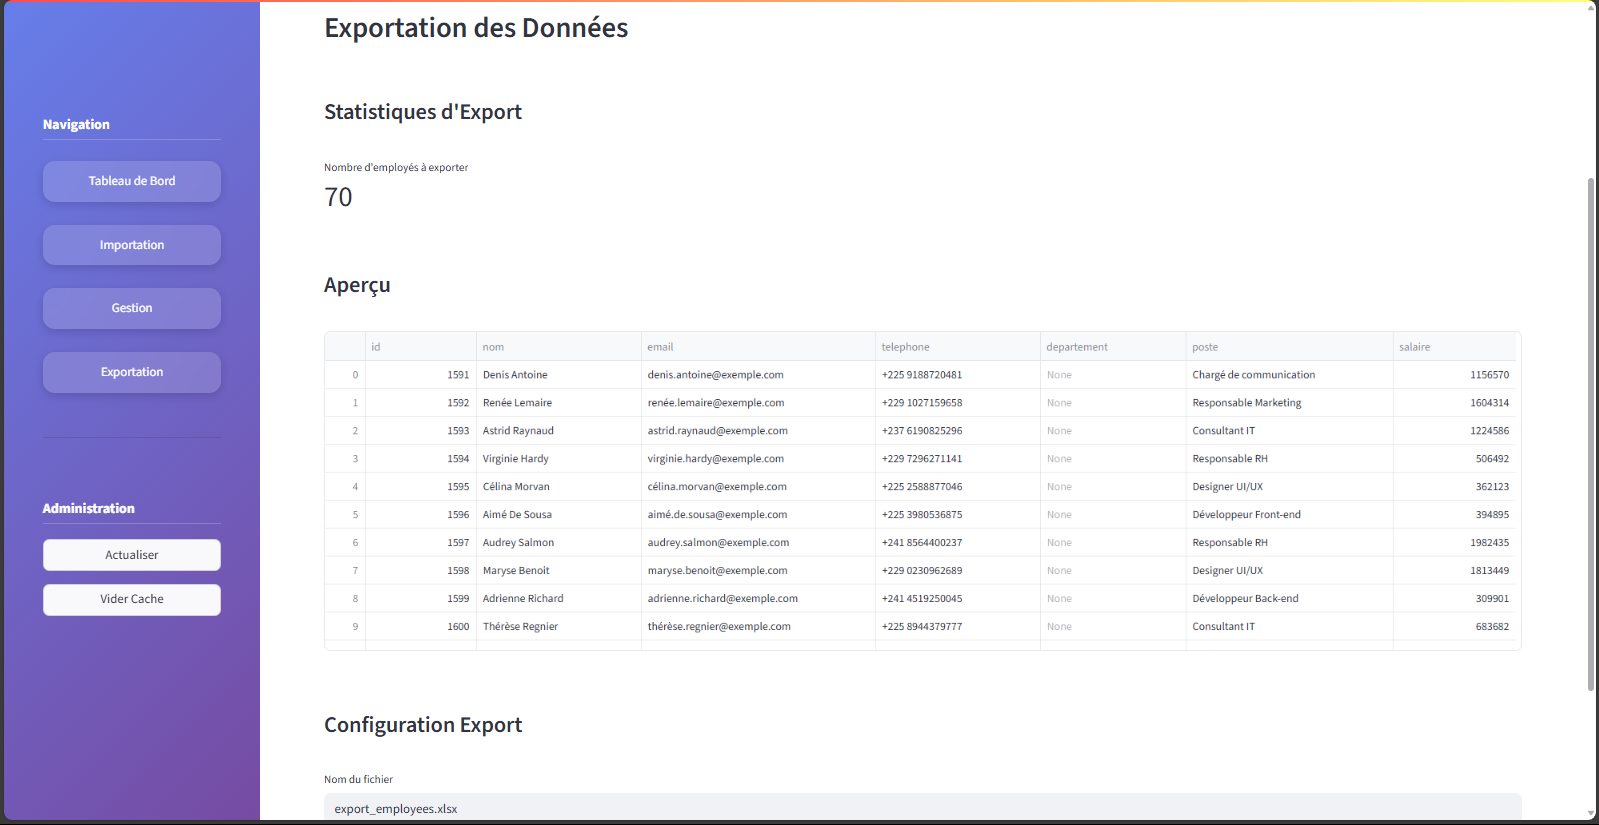 Navigation
Tableau de Bord
Importation
Gestion
Exportation
Administration
Actualiser
Vider Cache
Exportation des Données
Statistiques d'Export
Nombre d'employés à exporter
70
Aperçu
id nom email telephone departement poste salaire
0 1591 Denis Antoine denis.antoine@exemple.com +225 9188720481 None Chargé de communication 1156570
1 1592 Renée Lemaire renée.lemaire@exemple.com +229 1027159658 None Responsable Marketing 1604314
2 1593 Astrid Raynaud astrid.raynaud@exemple.com +237 6190825296 None Consultant IT 1224586
3 1594 Virginie Hardy virginie.hardy@exemple.com +229 7296271141 None Responsable RH 506492
4 1595 Célina Morvan célina.morvan@exemple.com +225 2588877046 None Designer UI/UX 362123
5 1596 Aimé De Sousa aimé.de.sousa@exemple.com +225 3980536875 None Développeur Front-end 394895
6 1597 Audrey Salmon audrey.salmon@exemple.com +241 8564400237 None Responsable RH 1982435
7 1598 Maryse Benoit maryse.benoit@exemple.com +229 0230962689 None Designer UI/UX 1813449
8 1599 Adrienne Richard adrienne.richard@exemple.com +241 4519250045 None Développeur Back-end 309901
9 1600 Thérèse Regnier thérèse.regnier@exemple.com +225 8944379777 None Consultant IT 683682
Configuration Export
Nom du fichier
export_employees.xlsx